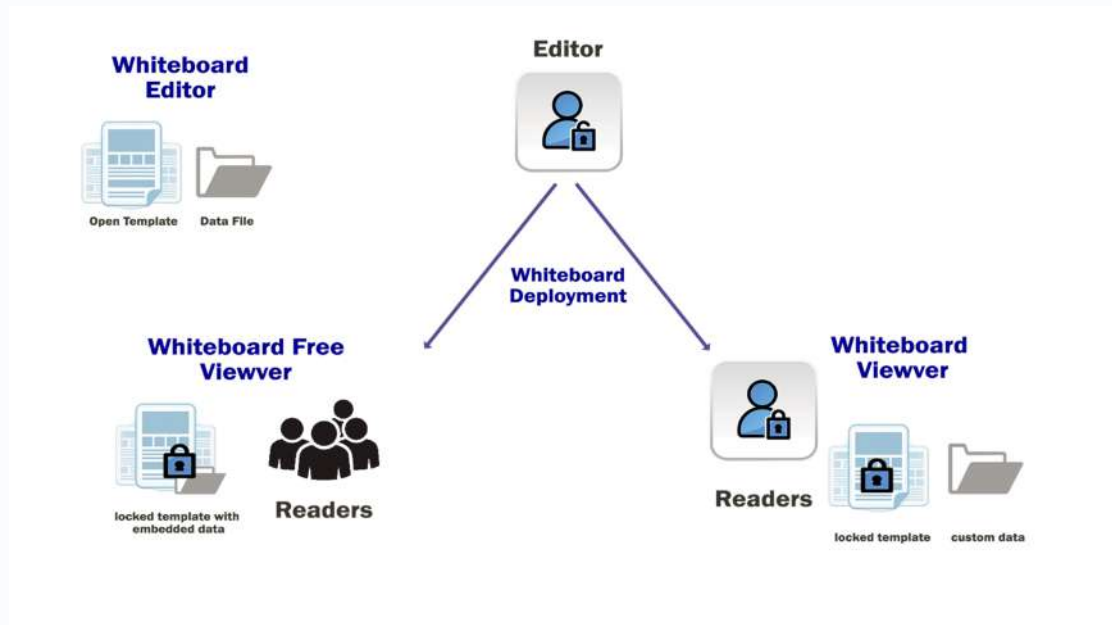 Editor
Whiteboard
Editor
Open Template
Data File
Whiteboard
Deployment
Whiteboard Free
Viewver
locked template with
embedded data
Readers
Whiteboard
Viewver
Readers
locked template
custom data